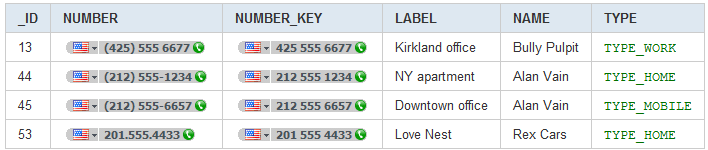 _ID NUMBER NUMBER_KEY LABEL NAME TYPE
13 (425) 555 6677 425 555 6677 Kirkland office Bully Pulpit TYPE_WORK
44 (212) 555-1234 212 555 1234 NY apartment Alan Vain TYPE_HOME
45 (212) 555-6657 212 555 6657 Downtown office Alan Vain TYPE_MOBILE
53 201.555.4433 201 555 4433 Love Nest Rex Cars TYPE_HOME